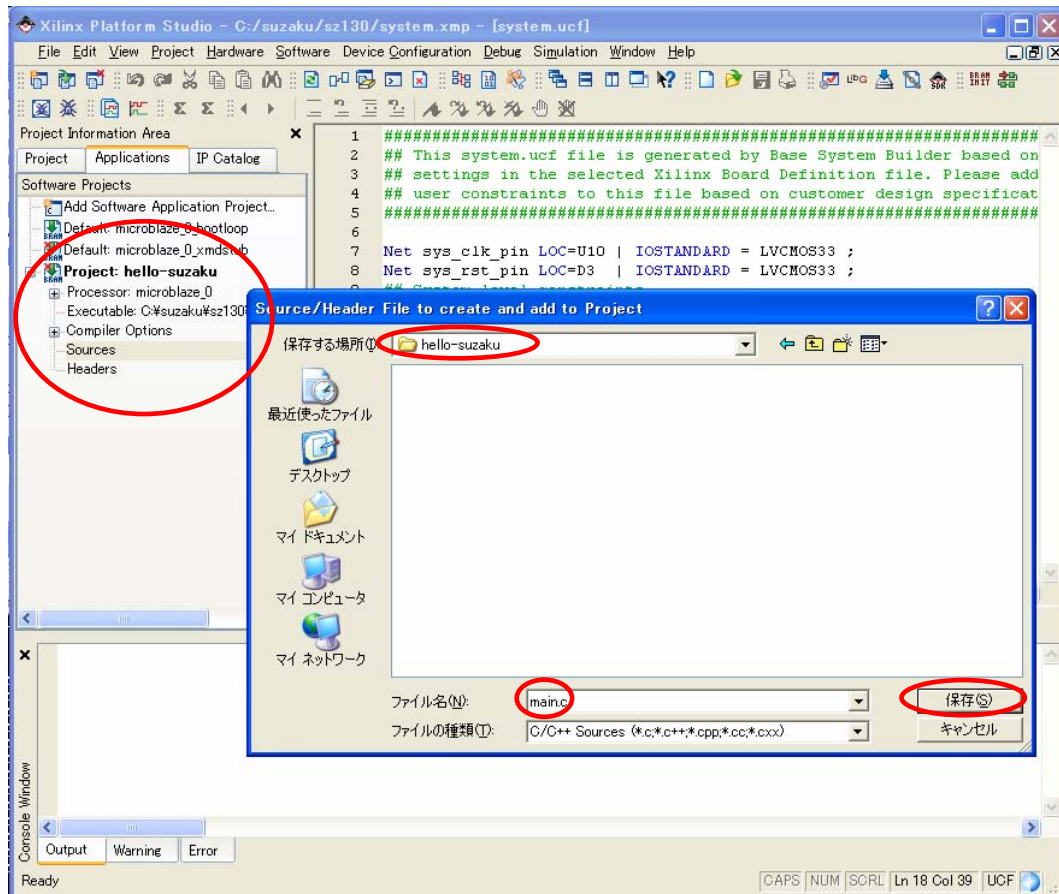 Xilinx Platform Studio - C:/suzaku/sz130/system.xmp - [system.ucf]
File Edit View Project Hardware Software Device Configuration Debug Simulation Window Help
Project Information Area
Project Applications IP Catalog
Software Projects
Add Software Application Project...
Default: microblaze_0_bootloop
Default: microblaze_0_xmdstub
Project: hello-suzaku
Processor: microblaze_0
Executable: C:¥suzaku¥sz130
Compiler Options
Sources
Headers
1 ################################################################
2 ## This system.ucf file is generated by Base System Builder based on
3 ## settings in the selected Xilinx Board Definition file. Please add
4 ## user constraints to this file based on customer design specificat
5 ################################################################
6
7 Net sys_clk_pin LOC=U10 | IOSTANDARD = LVCMOS33 ;
8 Net sys_rst_pin LOC=D3 | IOSTANDARD = LVCMOS33 ;
## System level constraints
Source/Header File to create and add to Project
保存する場所(I):
hello-suzaku
最近使ったファイル
デスクトップ
マイ ドキュメント
マイ コンピュータ
マイ ネットワーク
ファイル名(N): main.c 保存(S)
ファイルの種類(T): C/C++ Sources (*.c;*.c++;*.cpp;*.cc;*.cxx) キャンセル
Console Window
Output Warning Error
Ready CAPS NUM SCRL Ln 18 Col 39 UCF